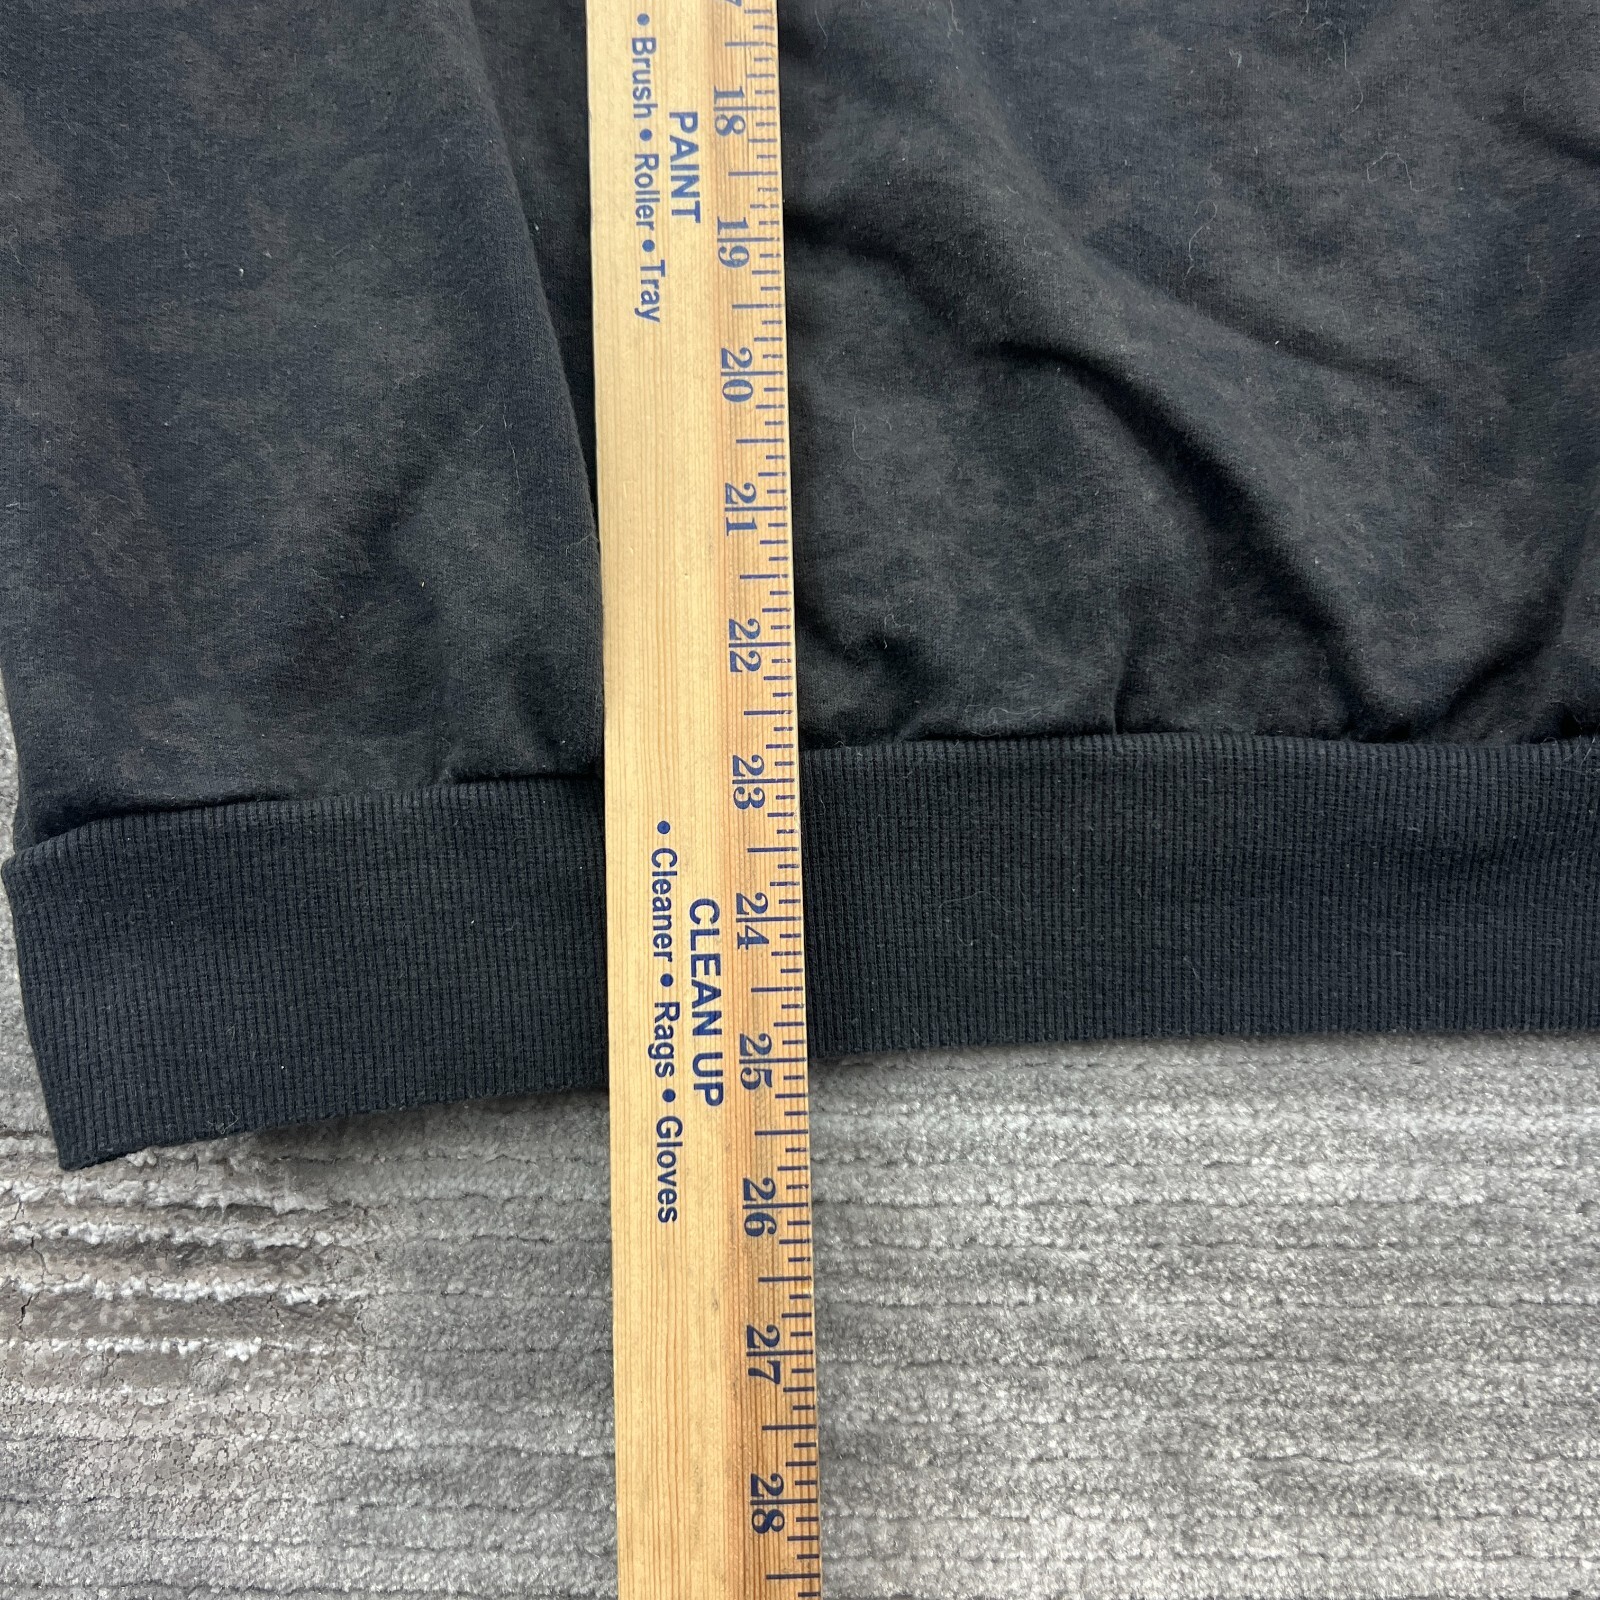 PAINT
• Brush • Roller • Tray
CLEAN UP
• Cleaner • Rags • Gloves
18
19
20
21
22
23
24
25
26
27
28